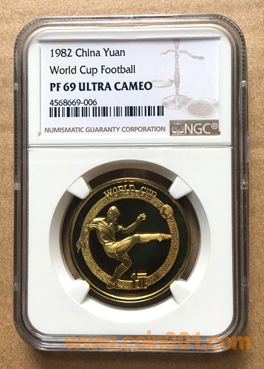 1982 China Yuan
World Cup Football
PF 69 ULTRA CAMEO
4568669-006
NUMISMATIC GUARANTY CORPORATION
NGC
WORLD CUP
www.coin001.com